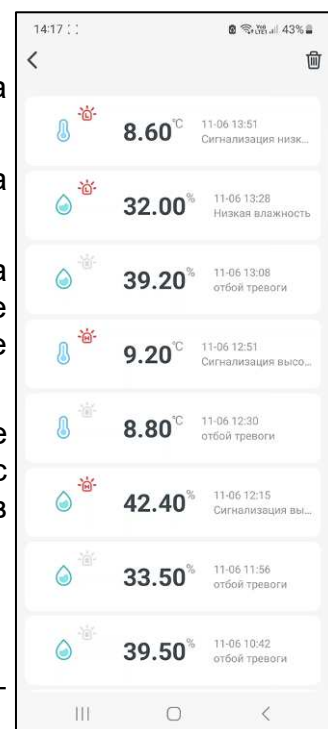 14:17
43%
8.60°C
11-06 13:51
Сигнализация низк...
32.00%
11-06 13:28
Низкая влажность
39.20%
11-06 13:08
отбой тревоги
9.20°C
11-06 12:51
Сигнализация высо...
8.80°C
11-06 12:30
отбой тревоги
42.40%
11-06 12:15
Сигнализация вы...
33.50%
11-06 11:56
отбой тревоги
39.50%
11-06 10:42
отбой тревоги